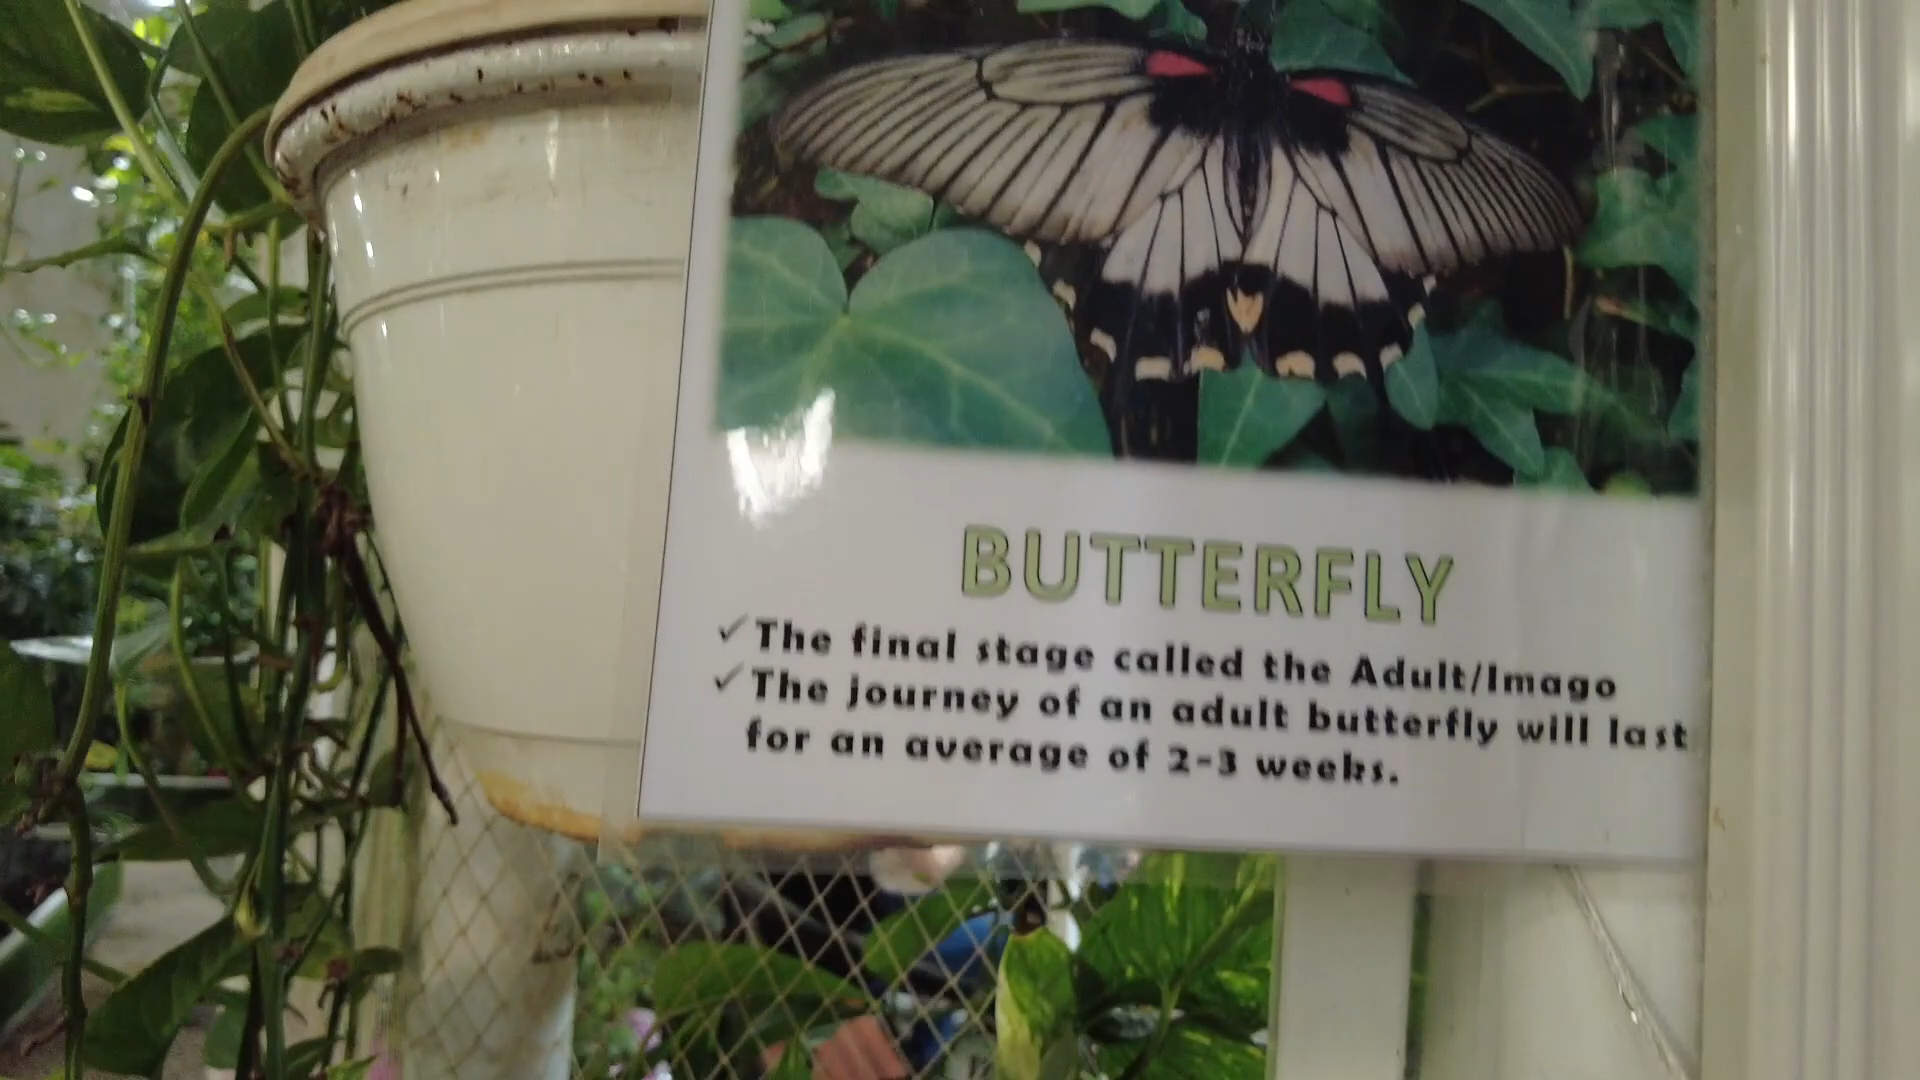 BUTTERFLY
✓ The final stage called the Adult/Imago
✓ The journey of an adult butterfly will last
for an average of 2-3 weeks.